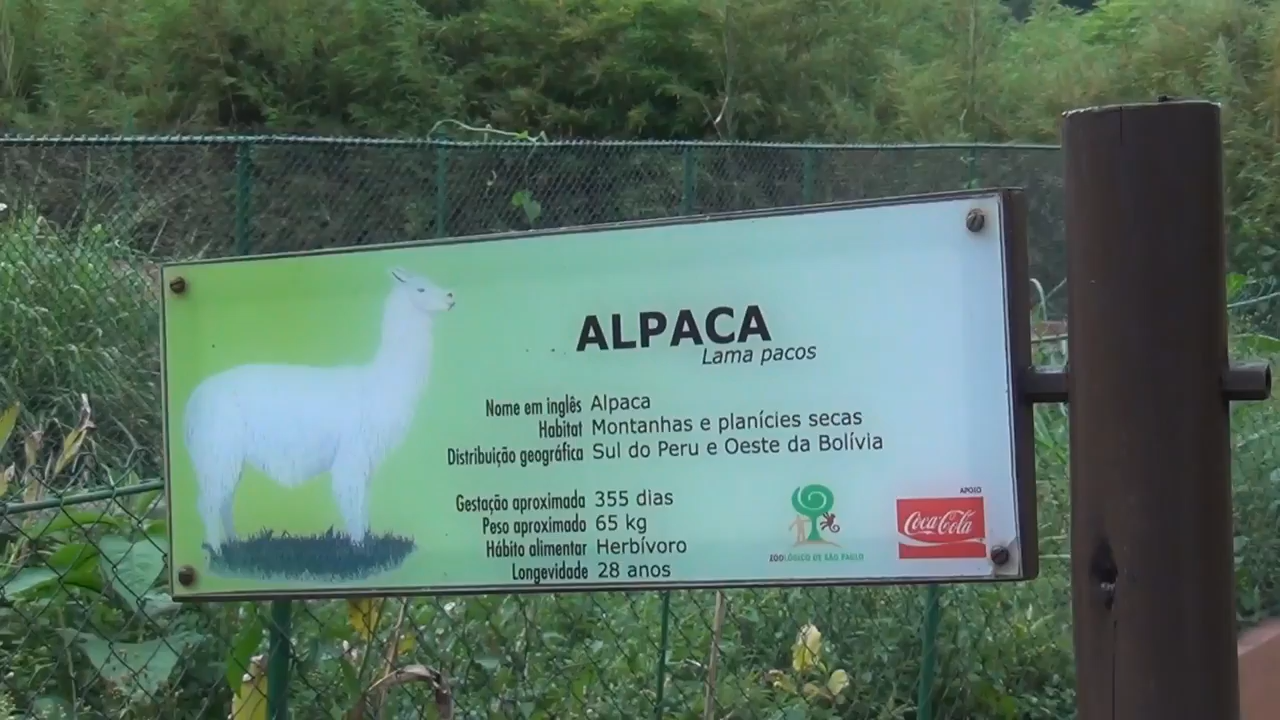 ALPACA
Lama pacos
Nome em inglês Alpaca
Habitat Montanhas e planícies secas
Distribuição geográfica Sul do Peru e Oeste da Bolívia
Gestação aproximada 355 dias
Peso aproximado 65 kg
Hábito alimentar Herbívoro
Longevidade 28 anos
ZOOLÓGICO DE SÃO PAULO
APOIO
Coca-Cola